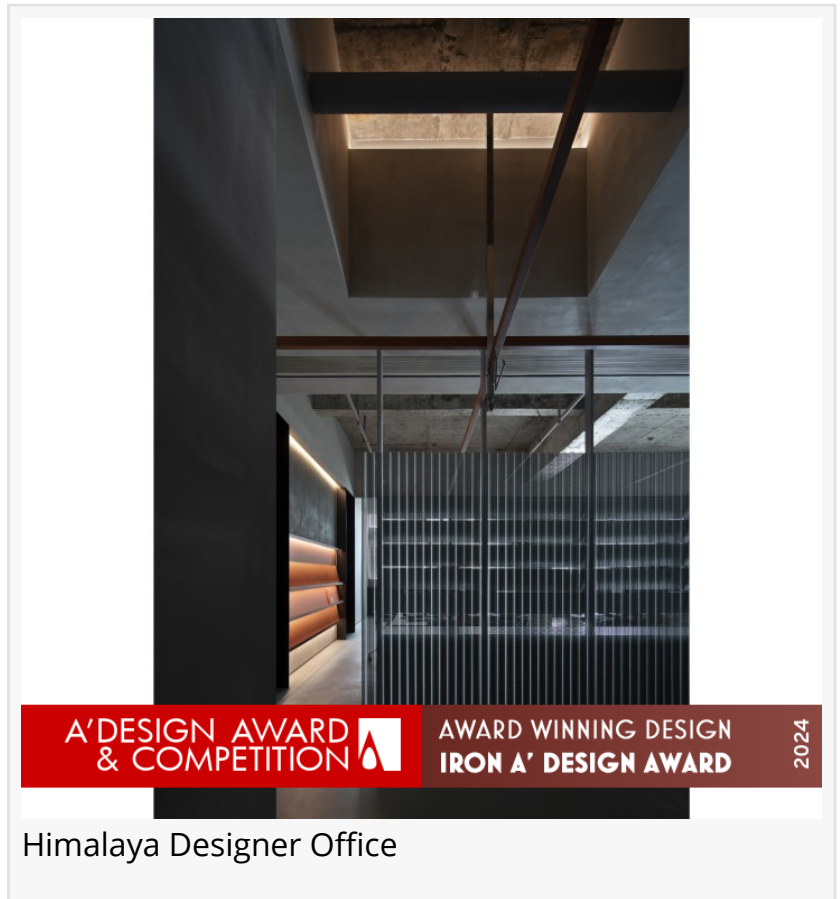 A'DESIGN AWARD
& COMPETITION
AWARD WINNING DESIGN
IRON A' DESIGN AWARD
2024
Himalaya Designer Office